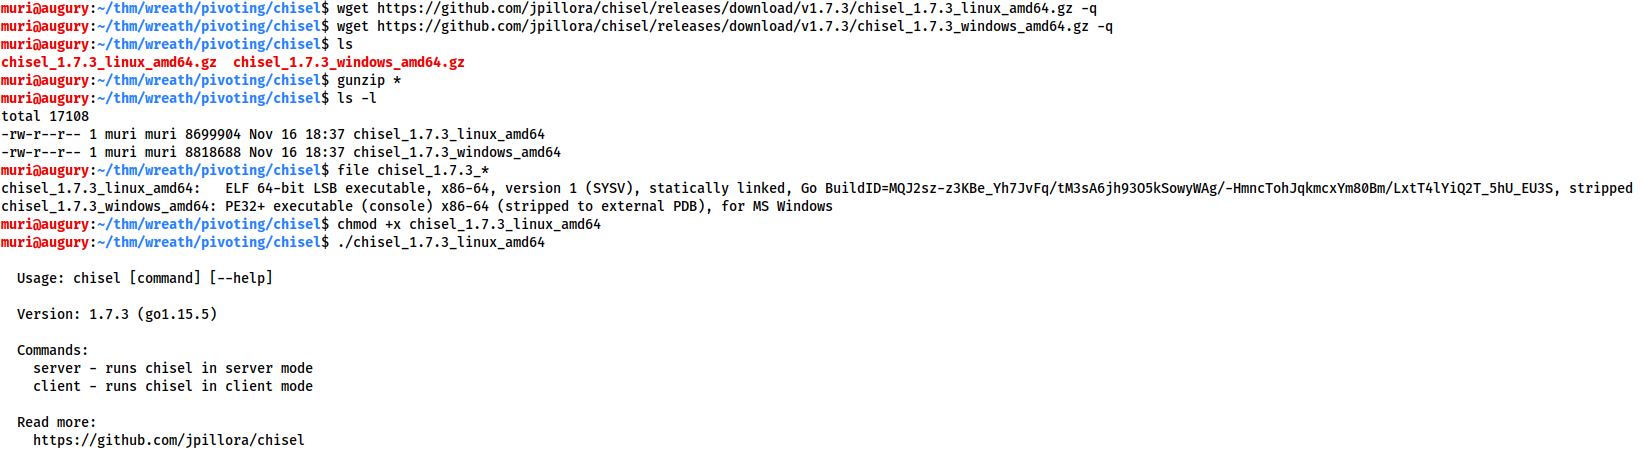 muri@augury:~/thm/wreath/pivoting/chisel$ wget https://github.com/jpillora/chisel/releases/download/v1.7.3/chisel_1.7.3_linux_amd64.gz -q
muri@augury:~/thm/wreath/pivoting/chisel$ wget https://github.com/jpillora/chisel/releases/download/v1.7.3/chisel_1.7.3_windows_amd64.gz -q
muri@augury:~/thm/wreath/pivoting/chisel$ ls
chisel_1.7.3_linux_amd64.gz  chisel_1.7.3_windows_amd64.gz
muri@augury:~/thm/wreath/pivoting/chisel$ gunzip *
muri@augury:~/thm/wreath/pivoting/chisel$ ls -l
total 17108
-rw-r--r-- 1 muri muri 8699904 Nov 16 18:37 chisel_1.7.3_linux_amd64
-rw-r--r-- 1 muri muri 8818688 Nov 16 18:37 chisel_1.7.3_windows_amd64
muri@augury:~/thm/wreath/pivoting/chisel$ file chisel_1.7.3_*
chisel_1.7.3_linux_amd64:   ELF 64-bit LSB executable, x86-64, version 1 (SYSV), statically linked, Go BuildID=MQJ2sz-z3KBe_Yh7JvFq/tM3sA6jh93O5kSowyWAg/-HmncTohJqkmcxYm80Bm/LxtT4lYiQ2T_5hU_EU3S, stripped
chisel_1.7.3_windows_amd64: PE32+ executable (console) x86-64 (stripped to external PDB), for MS Windows
muri@augury:~/thm/wreath/pivoting/chisel$ chmod +x chisel_1.7.3_linux_amd64
muri@augury:~/thm/wreath/pivoting/chisel$ ./chisel_1.7.3_linux_amd64
Usage: chisel [command] [--help]
Version: 1.7.3 (go1.15.5)
Commands:
server - runs chisel in server mode
client - runs chisel in client mode
Read more:
https://github.com/jpillora/chisel